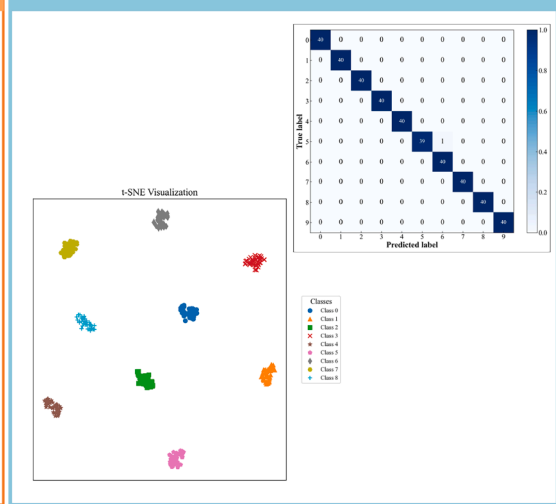 0 40 0 0 0 0 0 0 0 0 0
1 0 40 0 0 0 0 0 0 0 0
2 0 0 40 0 0 0 0 0 0 0
3 0 0 0 40 0 0 0 0 0 0
4 0 0 0 0 40 0 0 0 0 0
5 0 0 0 0 0 39 1 0 0 0
6 0 0 0 0 0 0 40 0 0 0
7 0 0 0 0 0 0 0 40 0 0
8 0 0 0 0 0 0 0 0 40 0
9 0 0 0 0 0 0 0 0 0 40
0 1 2 3 4 5 6 7 8 9
True label
Predicted label
1.0
0.8
0.6
0.4
0.2
0.0
t-SNE Visualization
Classes
Class 0
Class 1
Class 2
Class 3
Class 4
Class 5
Class 6
Class 7
Class 8